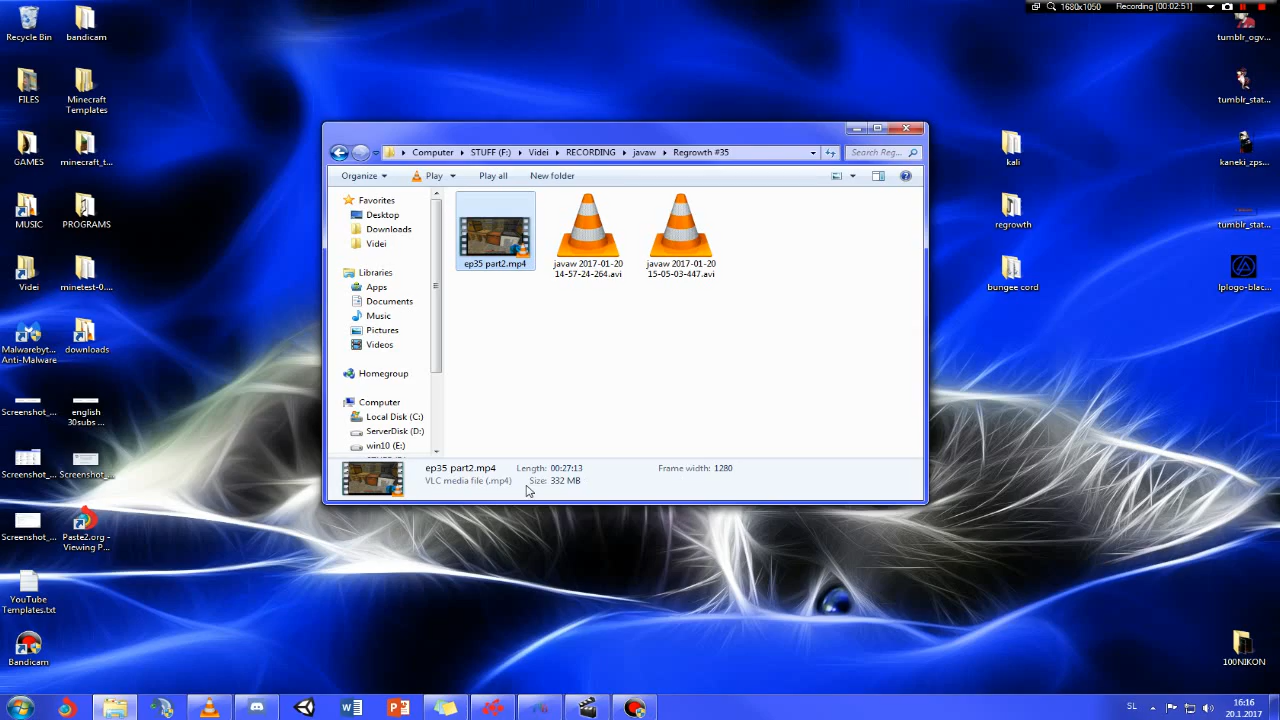 1680x1050
Recording [00:02:51]
Recycle Bin
bandicam
FILES
Minecraft
Templates
GAMES
minecraft_t...
MUSIC
PROGRAMS
Videi
minetest-0....
Malwarebyt...
Anti-Malware
downloads
Screenshot_...
english
30subs ...
Screenshot_...
Screenshot_...
Screenshot_...
Paste2.org -
Viewing P...
YouTube
Templates.txt
Bandicam
Computer
STUFF (F:)
Videi
RECORDING
javaw
Regrowth #35
Search Reg...
Organize
Play
Play all
New folder
Favorites
Desktop
Downloads
Videi
Libraries
Apps
Documents
Music
Pictures
Videos
Homegroup
Computer
Local Disk (C:)
ServerDisk (D:)
win10 (E:)
ep35 part2.mp4
javaw 2017-01-20
14-57-24-264.avi
javaw 2017-01-20
15-05-03-447.avi
ep35 part2.mp4
Length: 00:27:13
Frame width: 1280
VLC media file (.mp4)
Size: 332 MB
kali
regrowth
bungee cord
tumblr_ogv...
tumblr_stat...
kaneki_zps...
tumblr_stat...
lplogo-blac...
100NIKON
SL
16:16
20.1.2017